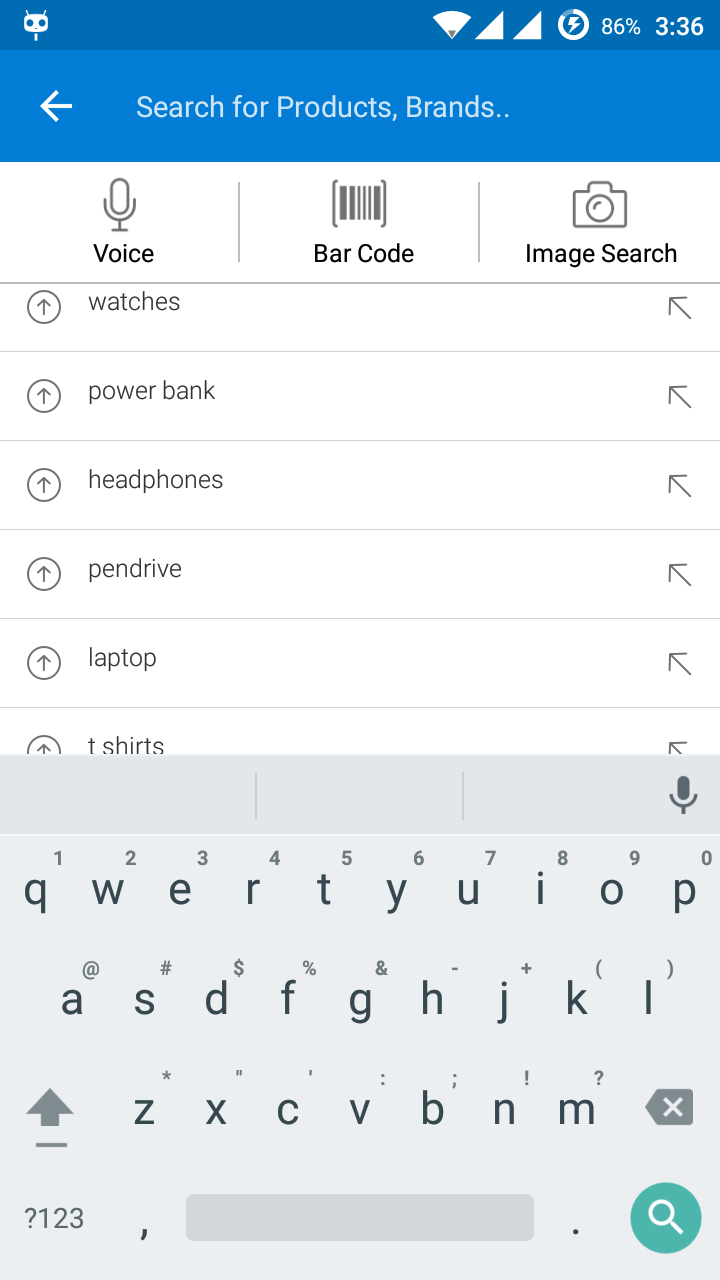 86% 3:36
Search for Products, Brands..
Voice Bar Code Image Search
watches
power bank
headphones
pendrive
laptop
t shirts
1 2 3 4 5 6 7 8 9 0
q w e r t y u i o p
@ # $ % & - + ( )
a s d f g h j k l
* " ' : ; ! ?
z x c v b n m
?123 , .